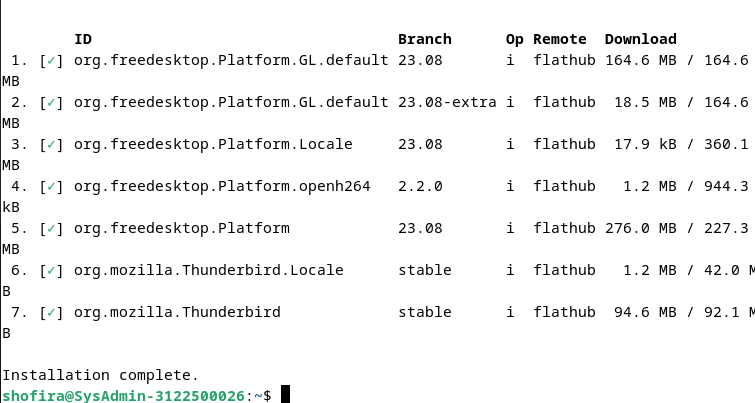 ID Branch Op Remote Download
1. [✓] org.freedesktop.Platform.GL.default 23.08 i flathub 164.6 MB / 164.6
MB
2. [✓] org.freedesktop.Platform.GL.default 23.08-extra i flathub 18.5 MB / 164.6
MB
3. [✓] org.freedesktop.Platform.Locale 23.08 i flathub 17.9 kB / 360.1
MB
4. [✓] org.freedesktop.Platform.openh264 2.2.0 i flathub 1.2 MB / 944.3
kB
5. [✓] org.freedesktop.Platform 23.08 i flathub 276.0 MB / 227.3
MB
6. [✓] org.mozilla.Thunderbird.Locale stable i flathub 1.2 MB / 42.0 M
B
7. [✓] org.mozilla.Thunderbird stable i flathub 94.6 MB / 92.1 M
B
Installation complete.
shofira@SysAdmin-3122500026:~$